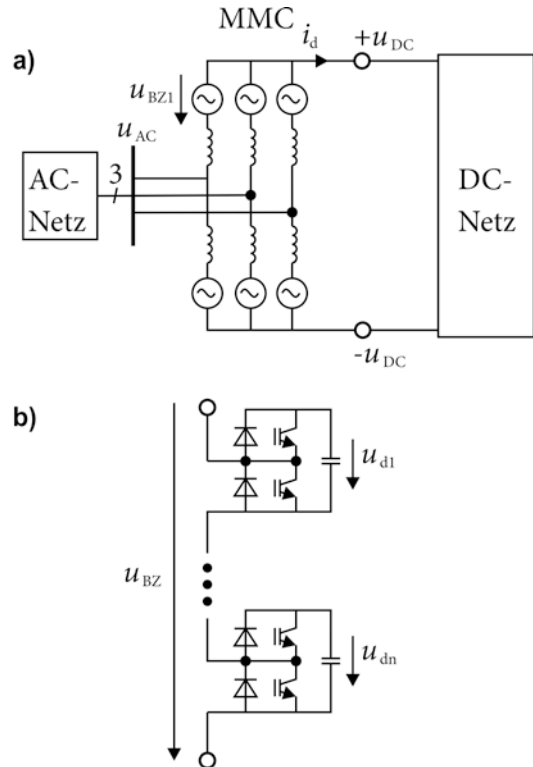 MMC
a)
i_d
+u_DC
u_BZ1
u_AC
3
AC-
Netz
DC-
Netz
-u_DC
b)
u_d1
u_BZ
u_dn